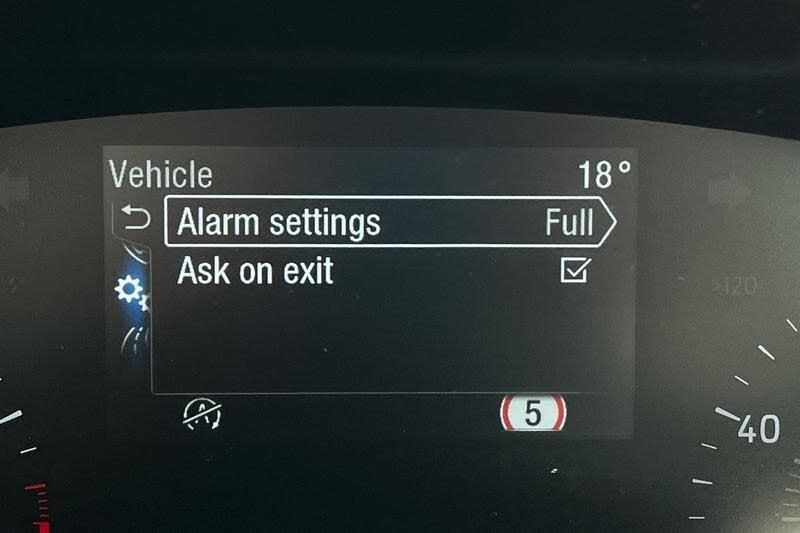 Vehicle 18°
Alarm settings Full
Ask on exit
5
40